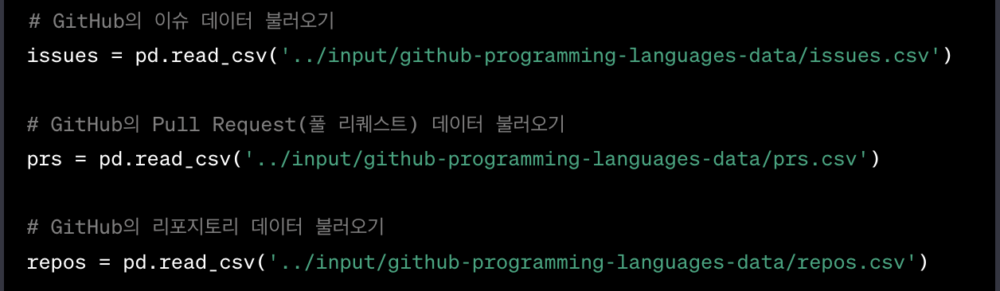 # GitHub의 이슈 데이터 불러오기
issues = pd.read_csv('../input/github-programming-languages-data/issues.csv')
# GitHub의 Pull Request(풀 리퀘스트) 데이터 불러오기
prs = pd.read_csv('../input/github-programming-languages-data/prs.csv')
# GitHub의 리포지토리 데이터 불러오기
repos = pd.read_csv('../input/github-programming-languages-data/repos.csv')